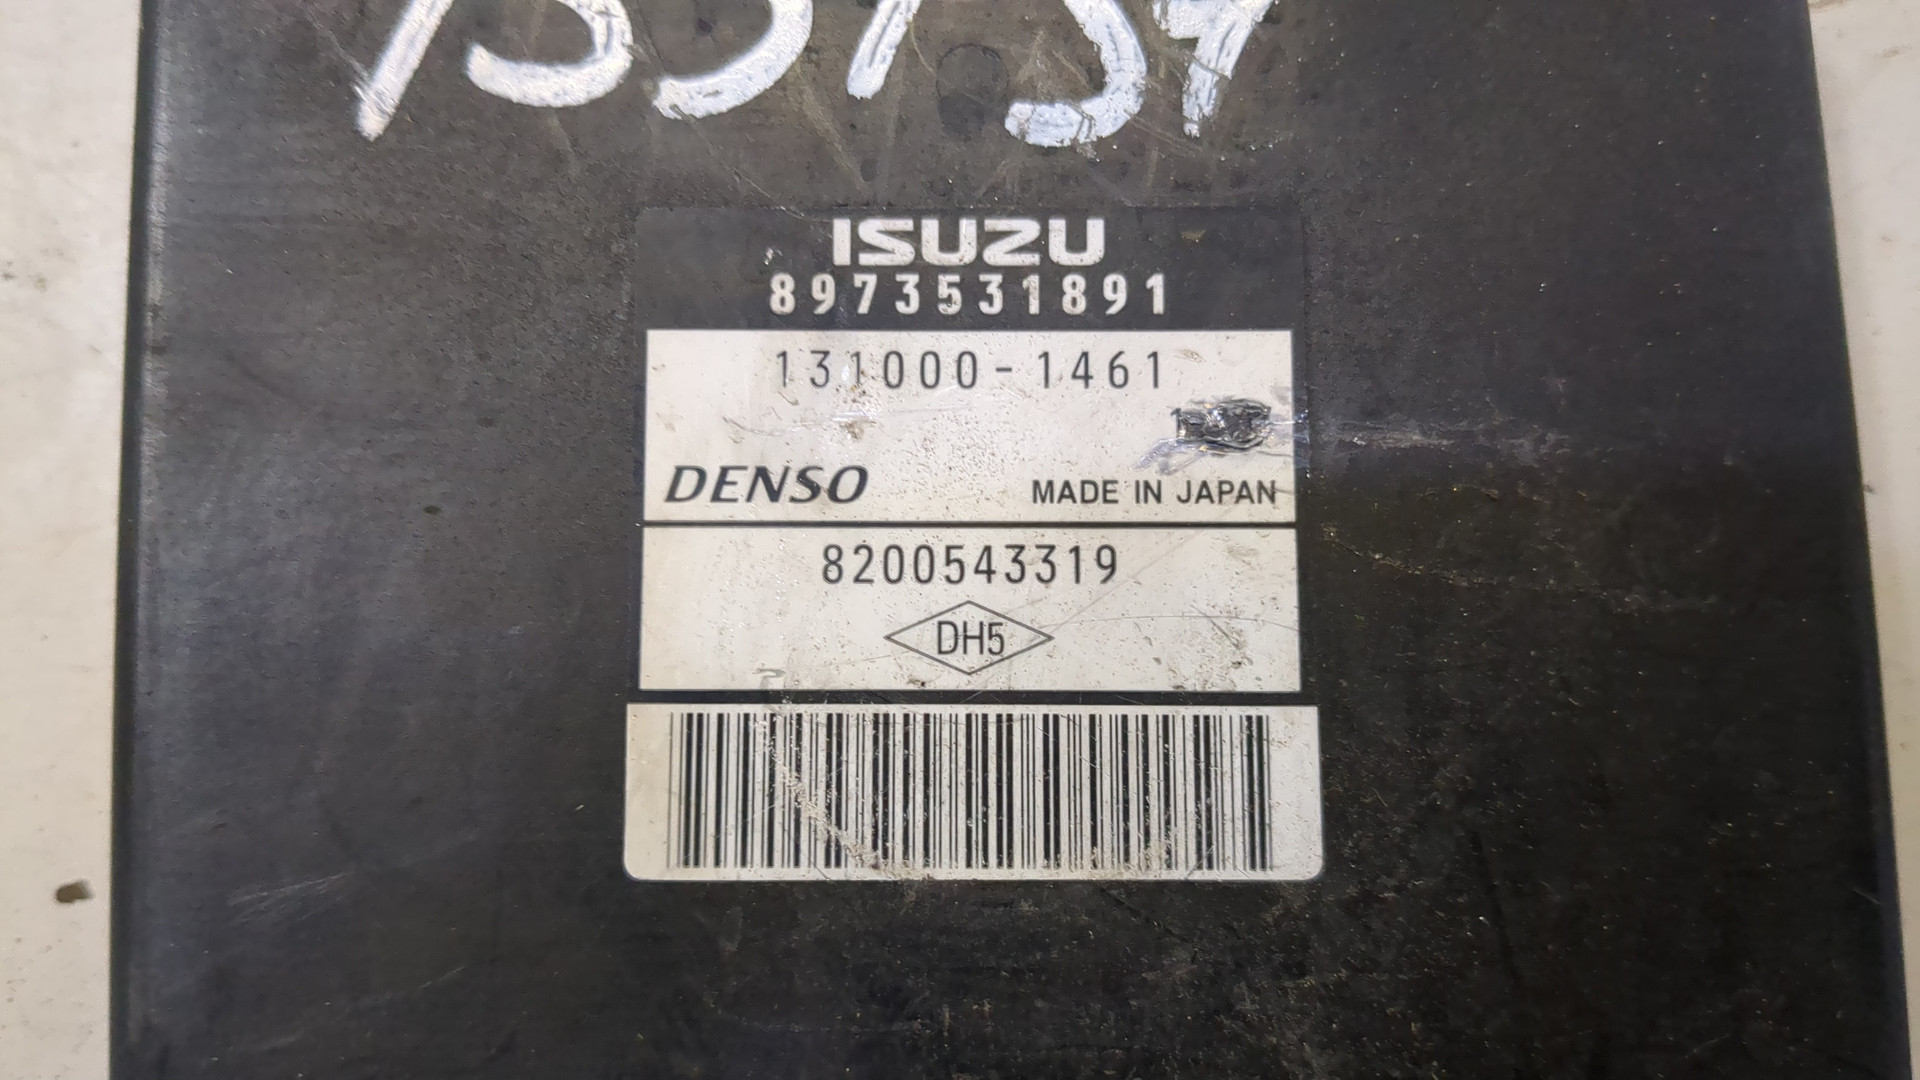 ISUZU
8973531891
131000-1461
DENSO MADE IN JAPAN
8200543319
DH5